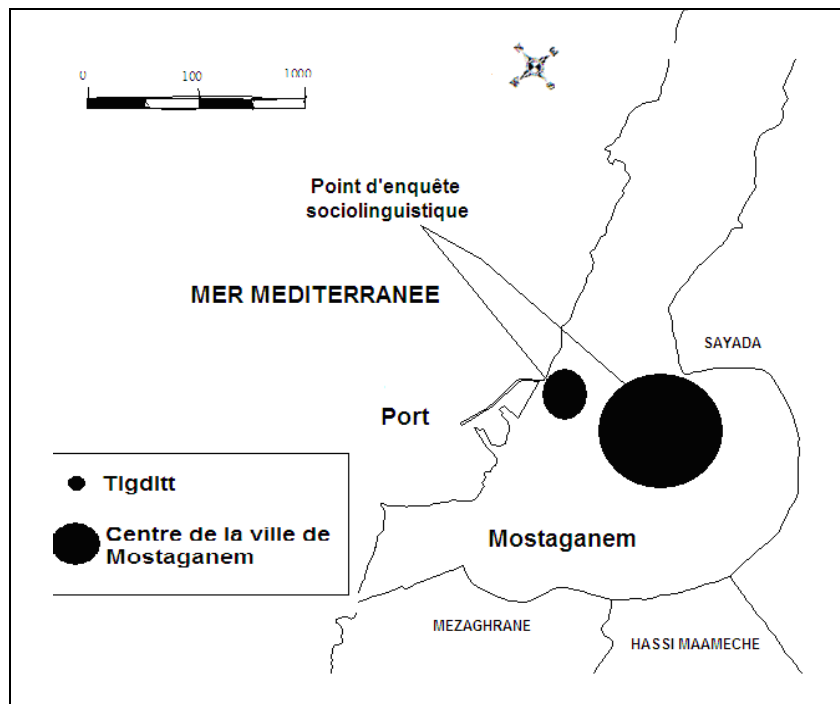 0 100 1000
Point d'enquête
sociolinguistique
MER MEDITERRANEE
SAYADA
Port
Tigditt
Centre de la ville de
Mostaganem
Mostaganem
MEZAGHRANE
HASSI MAAMECHE